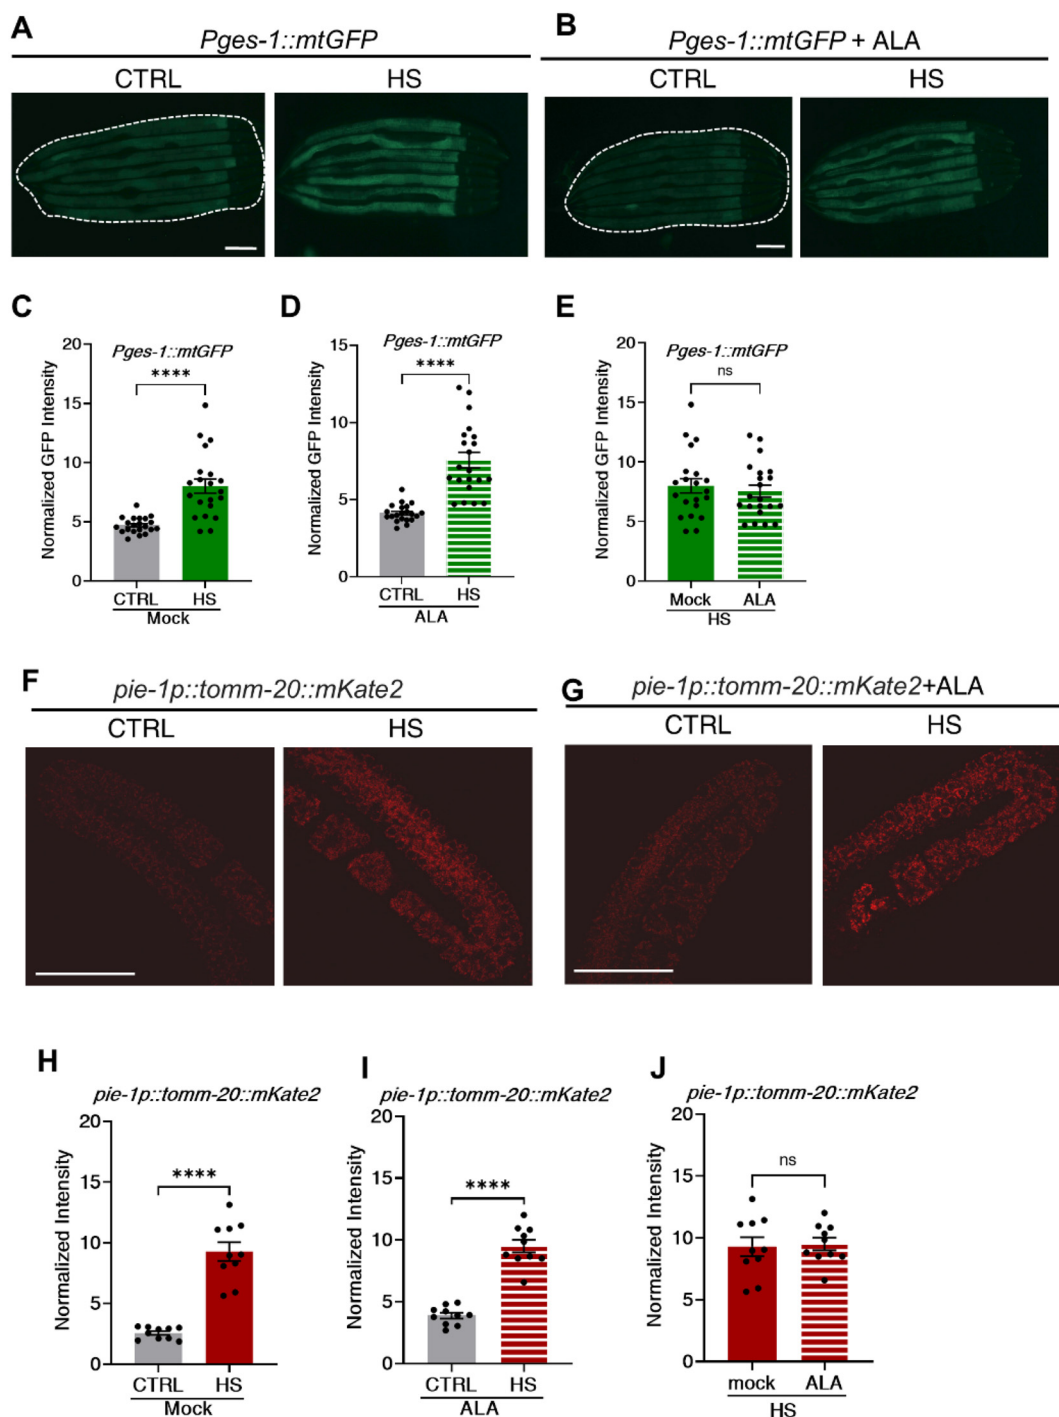 A
Pges-1::mtGFP
CTRL
HS
B
Pges-1::mtGFP + ALA
CTRL
HS
C
Pges-1::mtGFP
****
Normalized GFP Intensity
20
15
10
5
0
CTRL
HS
Mock
D
Pges-1::mtGFP
****
Normalized GFP Intensity
15
10
5
0
CTRL
HS
ALA
E
Pges-1::mtGFP
ns
Normalized GFP Intensity
20
15
10
5
0
Mock
ALA
HS
F
pie-1p::tomm-20::mKate2
CTRL
HS
G
pie-1p::tomm-20::mKate2+ALA
CTRL
HS
H
pie-1p::tomm-20::mKate2
****
Normalized Intensity
20
15
10
5
0
CTRL
HS
Mock
I
pie-1p::tomm-20::mKate2
****
Normalized Intensity
20
15
10
5
0
CTRL
HS
ALA
J
pie-1p::tomm-20::mKate2
ns
Normalized Intensity
20
15
10
5
0
mock
ALA
HS